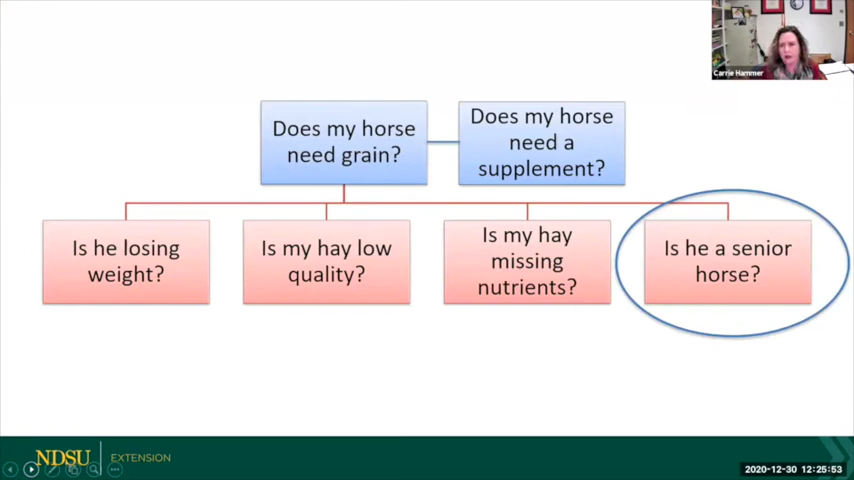 Carrie Hammer
Does my horse
need grain?
Does my horse
need a
supplement?
Is he losing
weight?
Is my hay low
quality?
Is my hay
missing
nutrients?
Is he a senior
horse?
NDSU
EXTENSION
2020-12-30 12:25:53